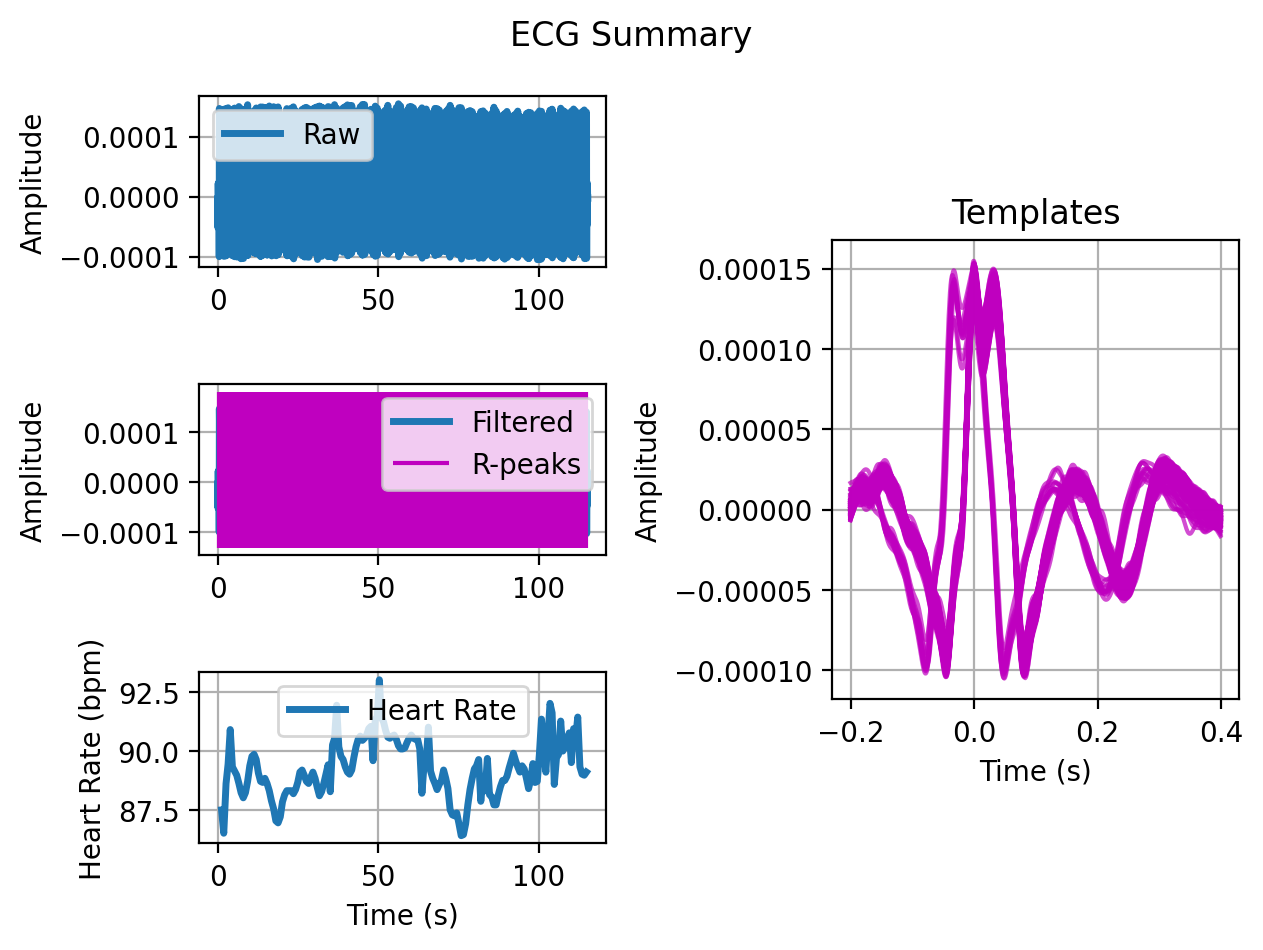 ECG Summary
Amplitude
0.0001
0.0000
−0.0001
Raw
0 50 100
Amplitude
0.0001
0.0000
−0.0001
Filtered
R-peaks
0 50 100
Heart Rate (bpm)
92.5
90.0
87.5
Heart Rate
0 50 100
Time (s)
Templates
Amplitude
0.00015
0.00010
0.00005
0.00000
−0.00005
−0.00010
−0.2 0.0 0.2 0.4
Time (s)